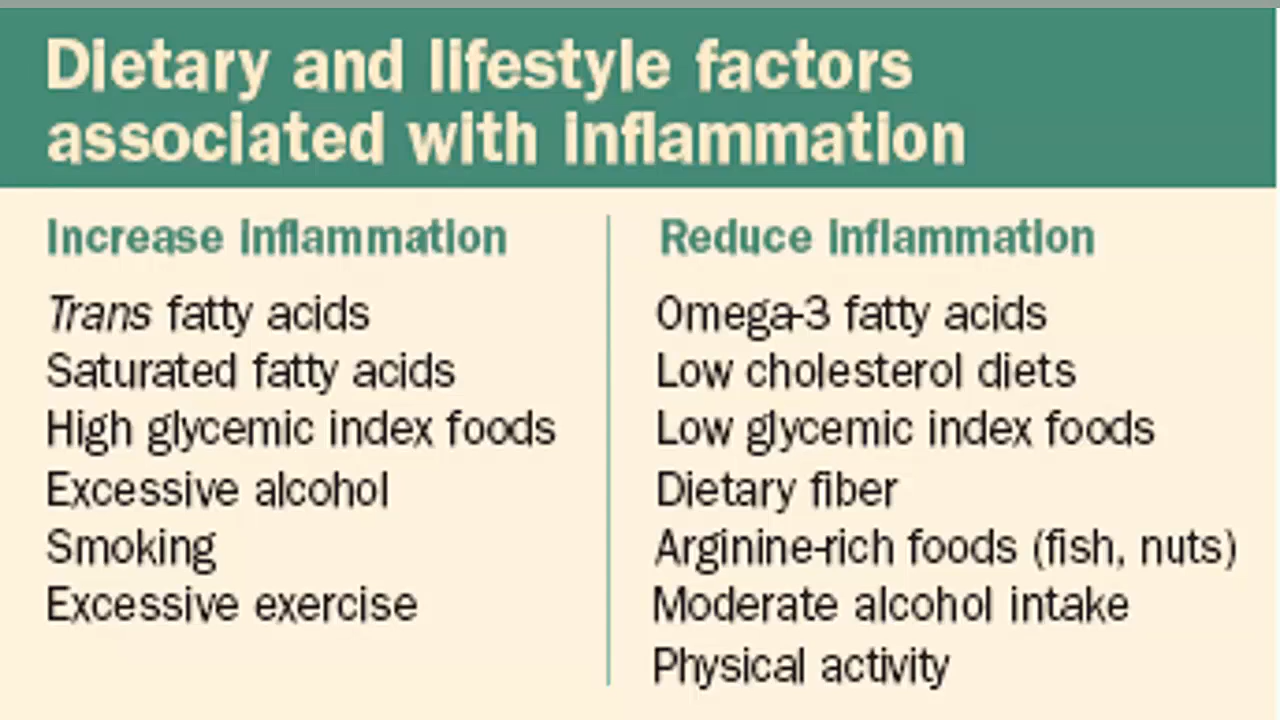 Dietary and lifestyle factors
associated with inflammation
Increase inflammation
Trans fatty acids
Saturated fatty acids
High glycemic index foods
Excessive alcohol
Smoking
Excessive exercise
Reduce inflammation
Omega-3 fatty acids
Low cholesterol diets
Low glycemic index foods
Dietary fiber
Arginine-rich foods (fish, nuts)
Moderate alcohol intake
Physical activity